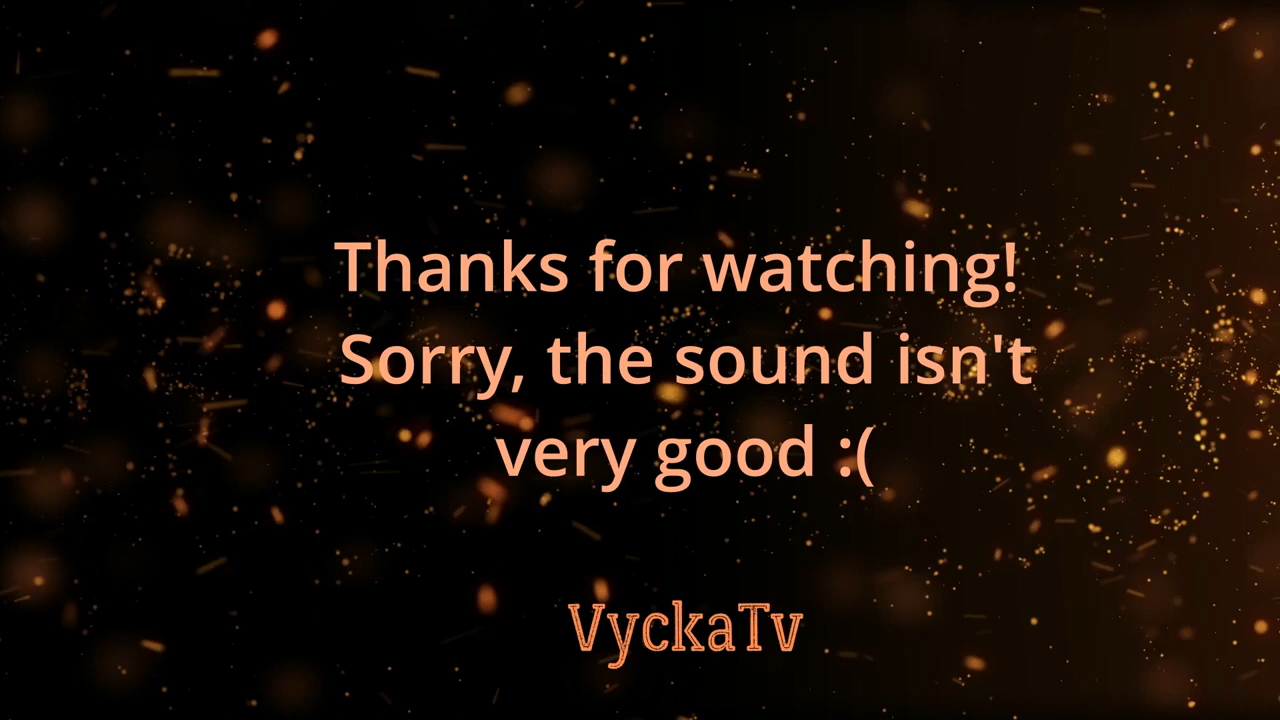 Thanks for watching!
Sorry, the sound isn't
very good :(
VyckaTv